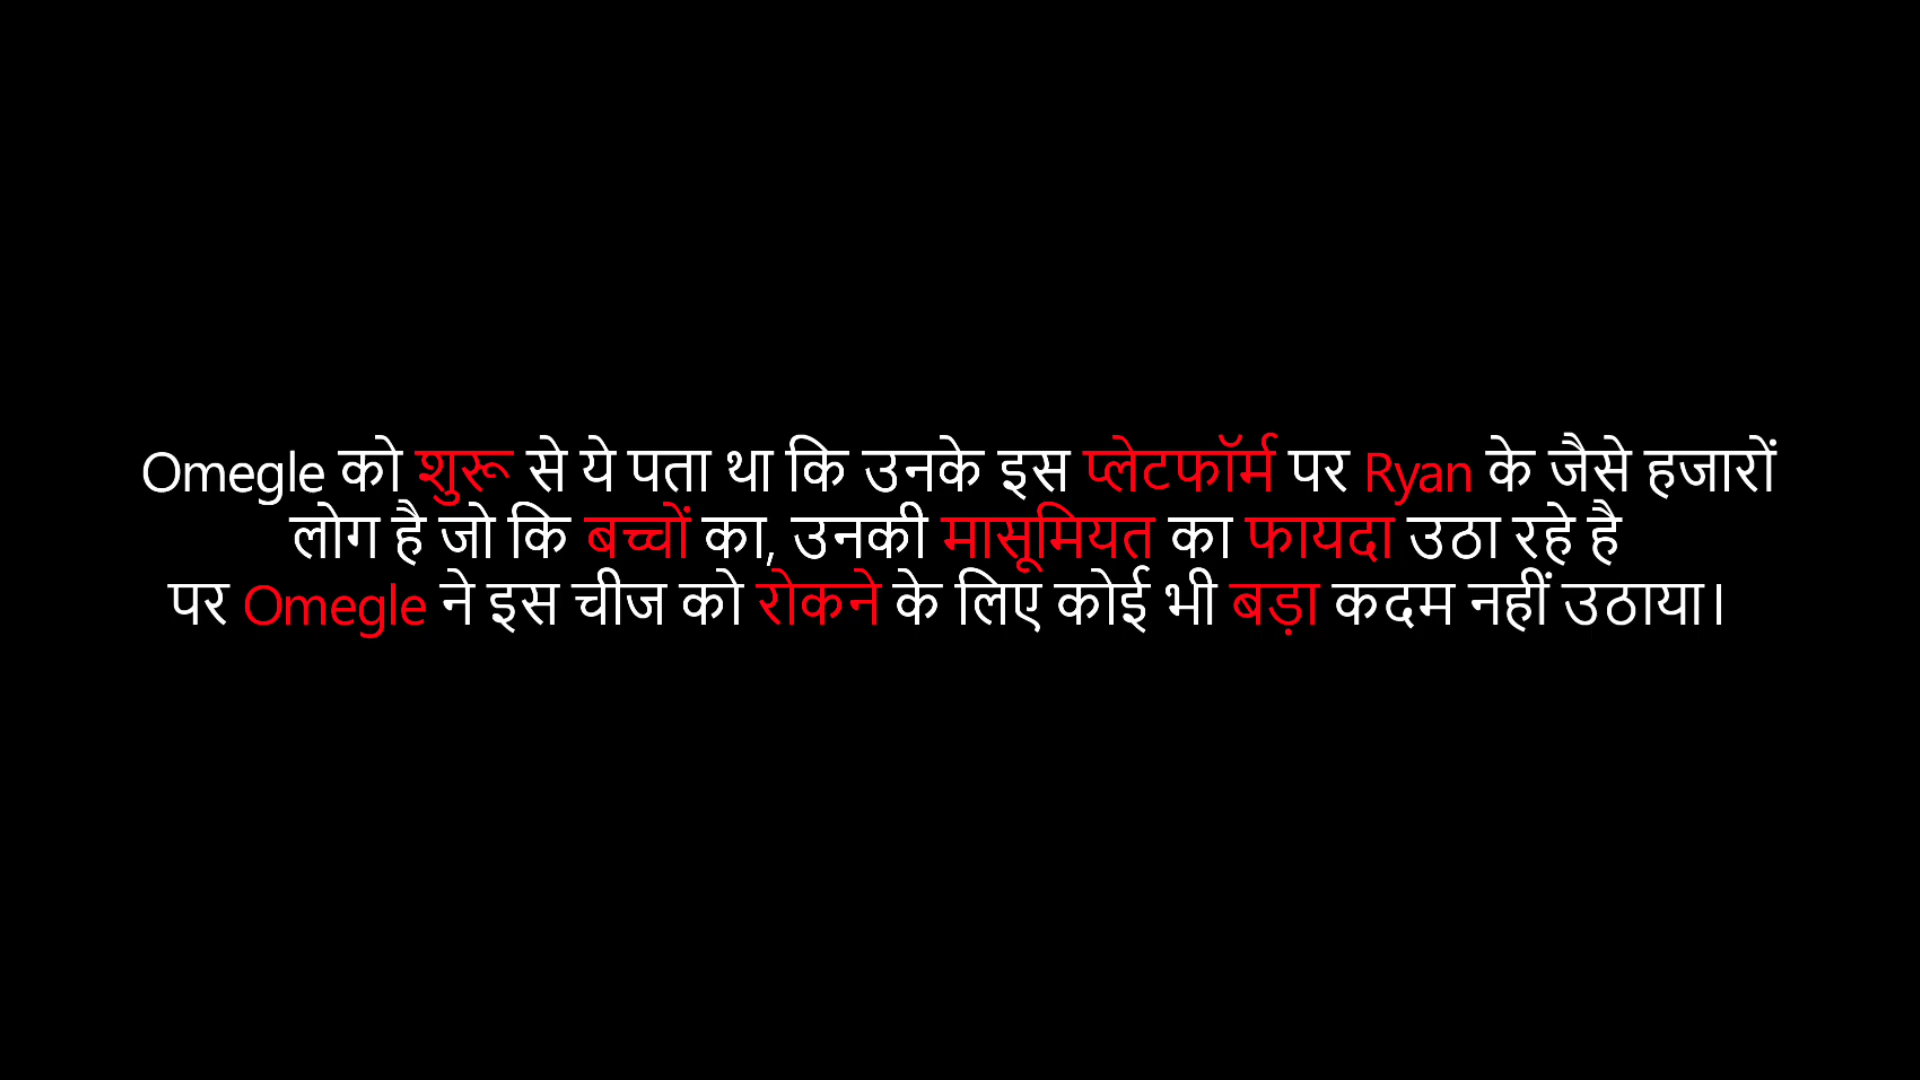 Omegle को शुरू से ये पता था कि उनके इस प्लेटफॉर्म पर Ryan के जैसे हजारों
लोग है जो कि बच्चों का, उनकी मासूमियत का फायदा उठा रहे है
पर Omegle ने इस चीज को रोकने के लिए कोई भी बड़ा कदम नहीं उठाया।